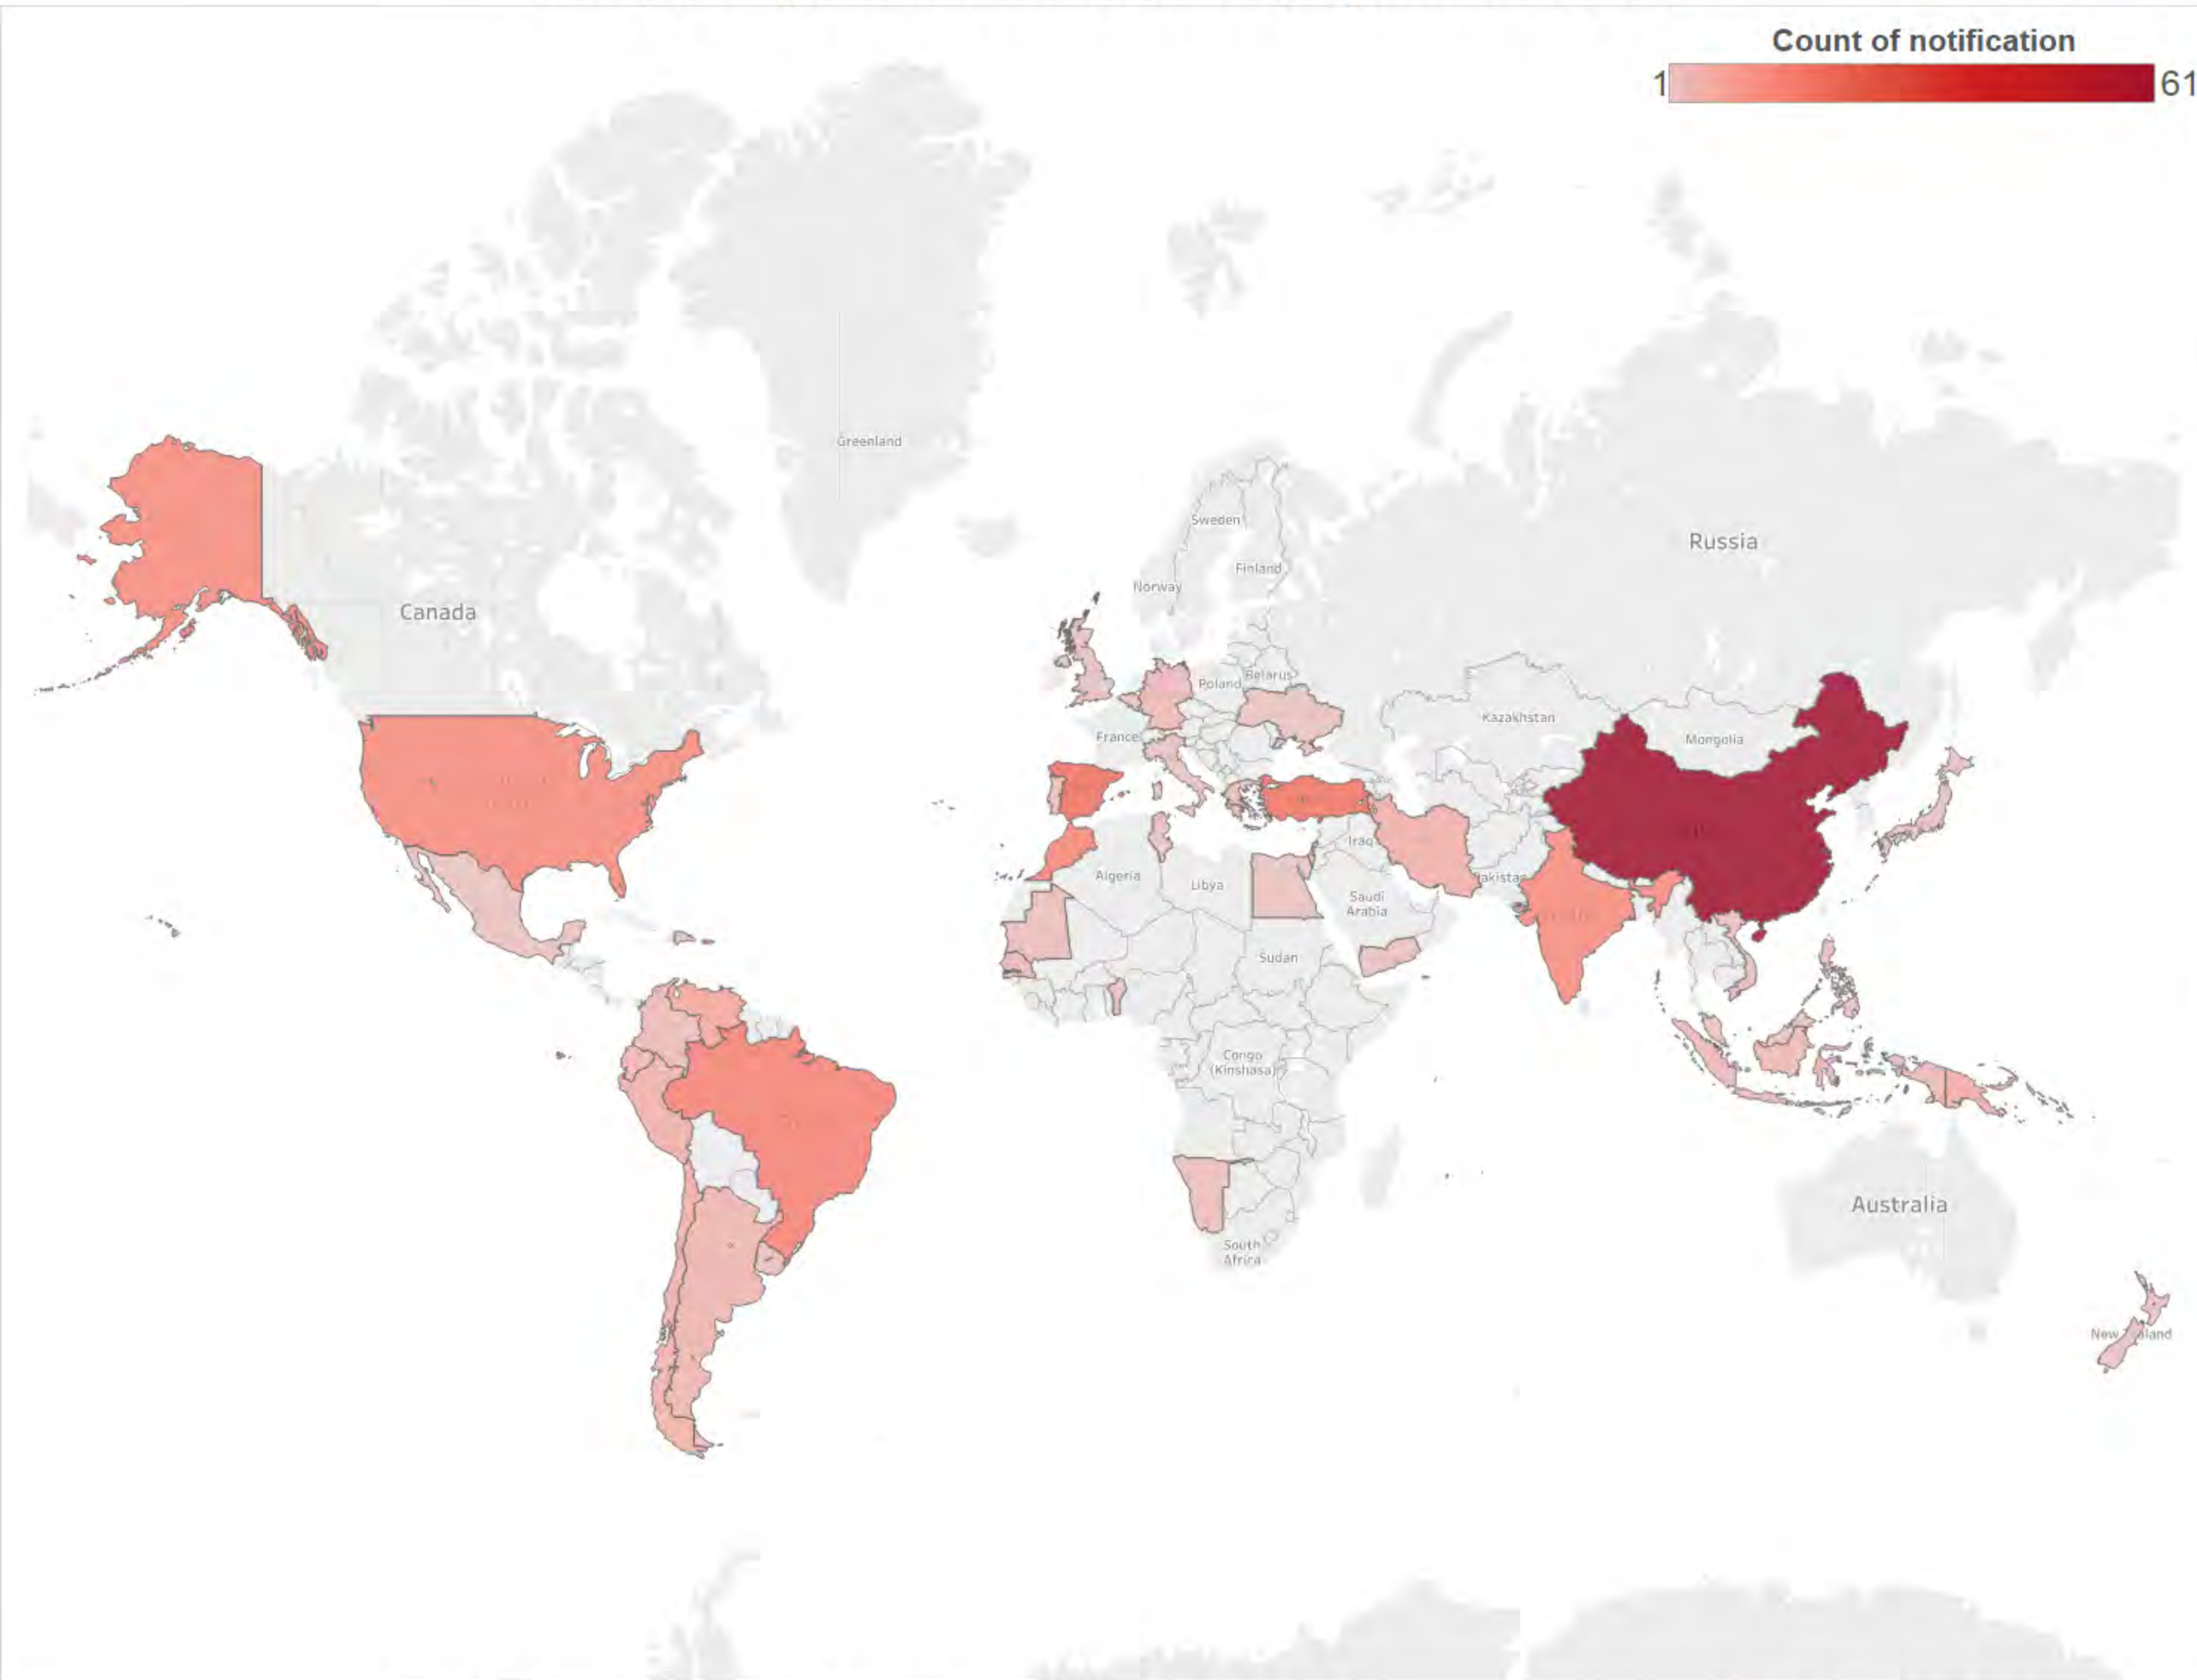 Count of notification
1
61
Greenland
Sweden
Russia
Finland
Norway
Canada
Belarus
Poland
Kazakhstan
France
Mongolia
Iraq
Algeria
Libya
Saudi
Arabia
Sudan
Congo
(Kinshasa)
Australia
South
Africa
New